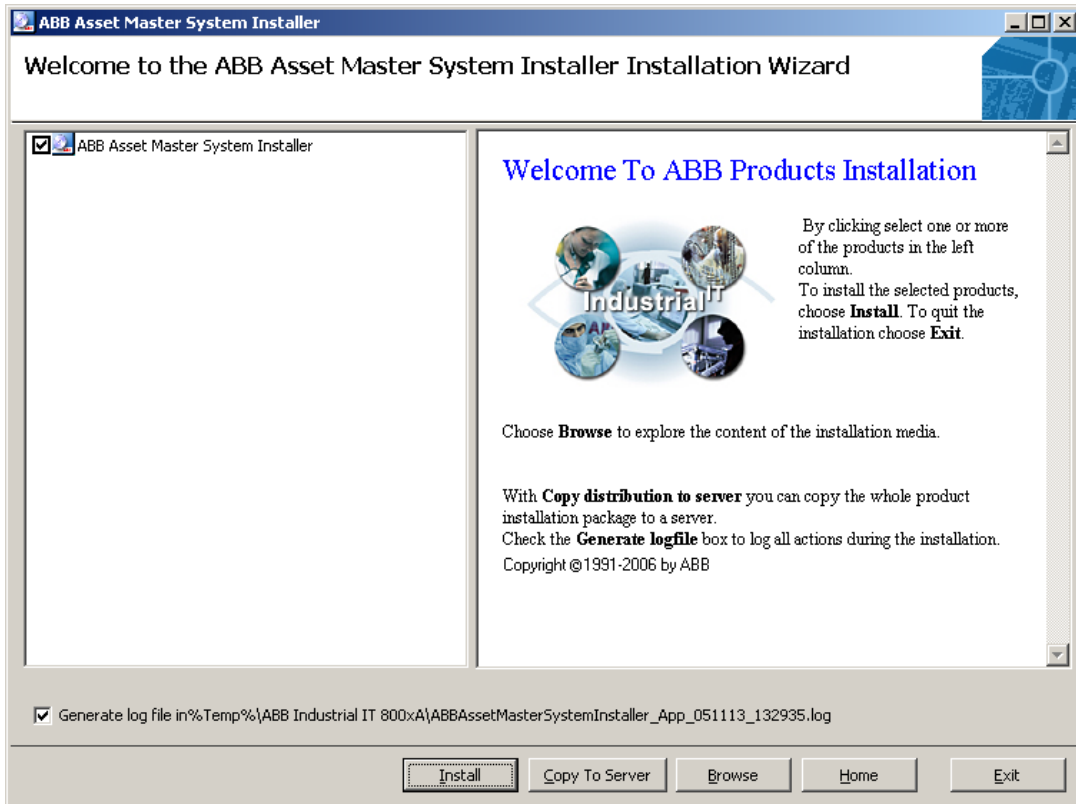 ABB Asset Master System Installer
Welcome to the ABB Asset Master System Installer Installation Wizard
ABB Asset Master System Installer
Welcome To ABB Products Installation
Industrial IT
By clicking select one or more
of the products in the left
column.
To install the selected products,
choose Install. To quit the
installation choose Exit.
Choose Browse to explore the content of the installation media.
With Copy distribution to server you can copy the whole product
installation package to a server.
Check the Generate logfile box to log all actions during the installation.
Copyright ©1991-2006 by ABB
Generate log file in%Temp%\ABB Industrial IT 800xA\ABBAssetMasterSystemInstaller_App_051113_132935.log
Install
Copy To Server
Browse
Home
Exit